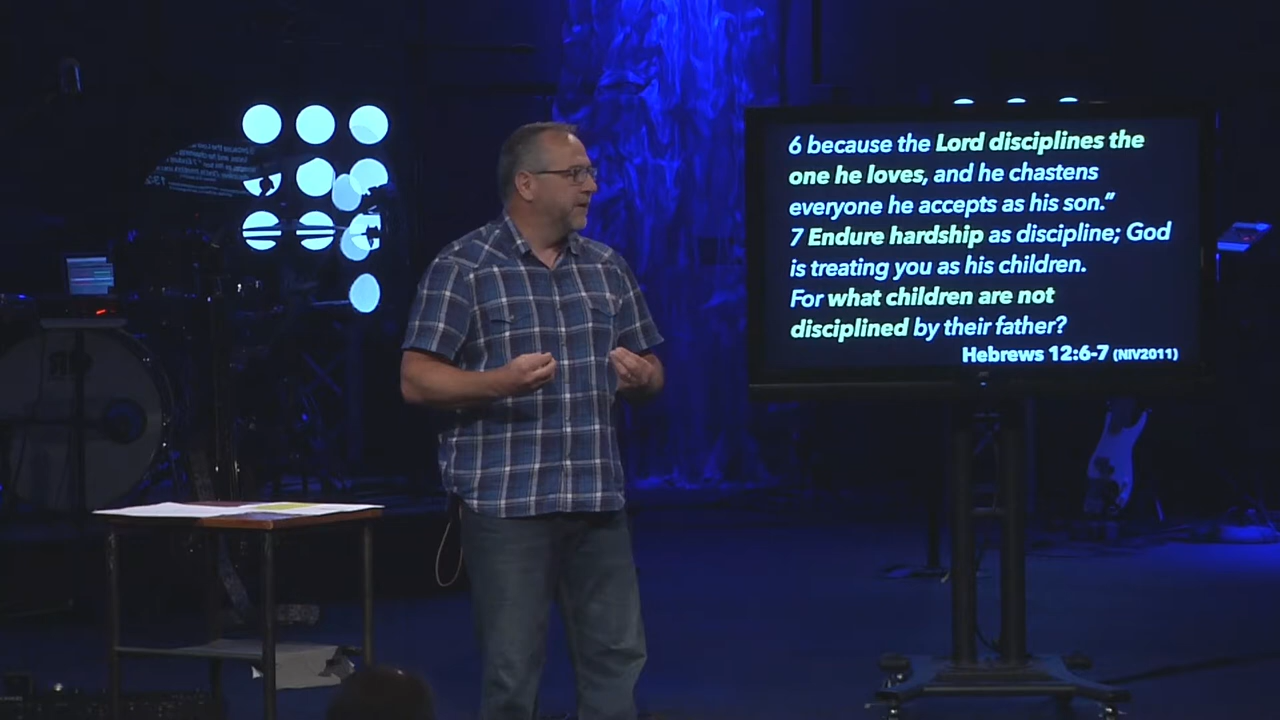 6 because the Lord disciplines the
one he loves, and he chastens
everyone he accepts as his son.”
7 Endure hardship as discipline; God
is treating you as his children.
For what children are not
disciplined by their father?
Hebrews 12:6-7 (NIV2011)